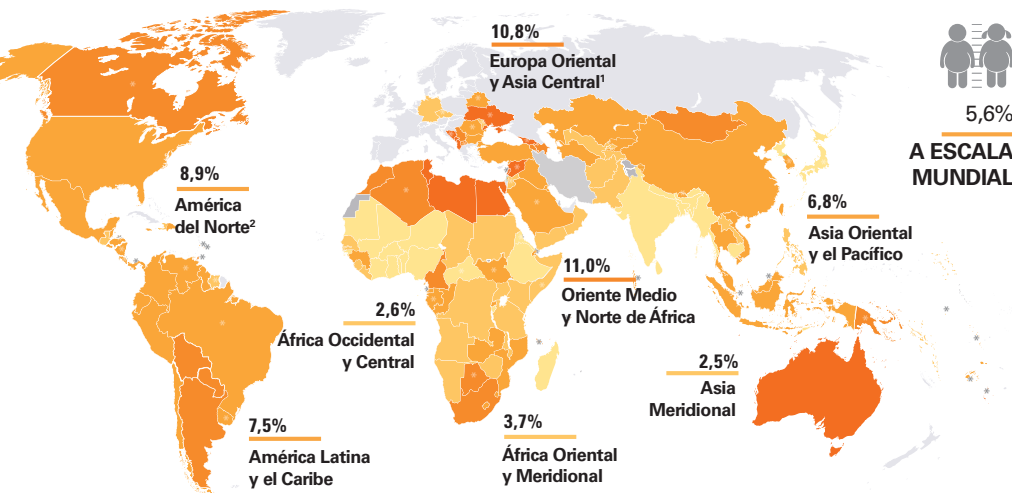 10,8%
Europa Oriental
y Asia Central¹
5,6%
A ESCALA
MUNDIAL
8,9%
América
del Norte²
6,8%
Asia Oriental
y el Pacífico
11,0%
Oriente Medio
y Norte de África
2,6%
África Occidental
y Central
2,5%
Asia
Meridional
3,7%
África Oriental
y Meridional
7,5%
América Latina
y el Caribe